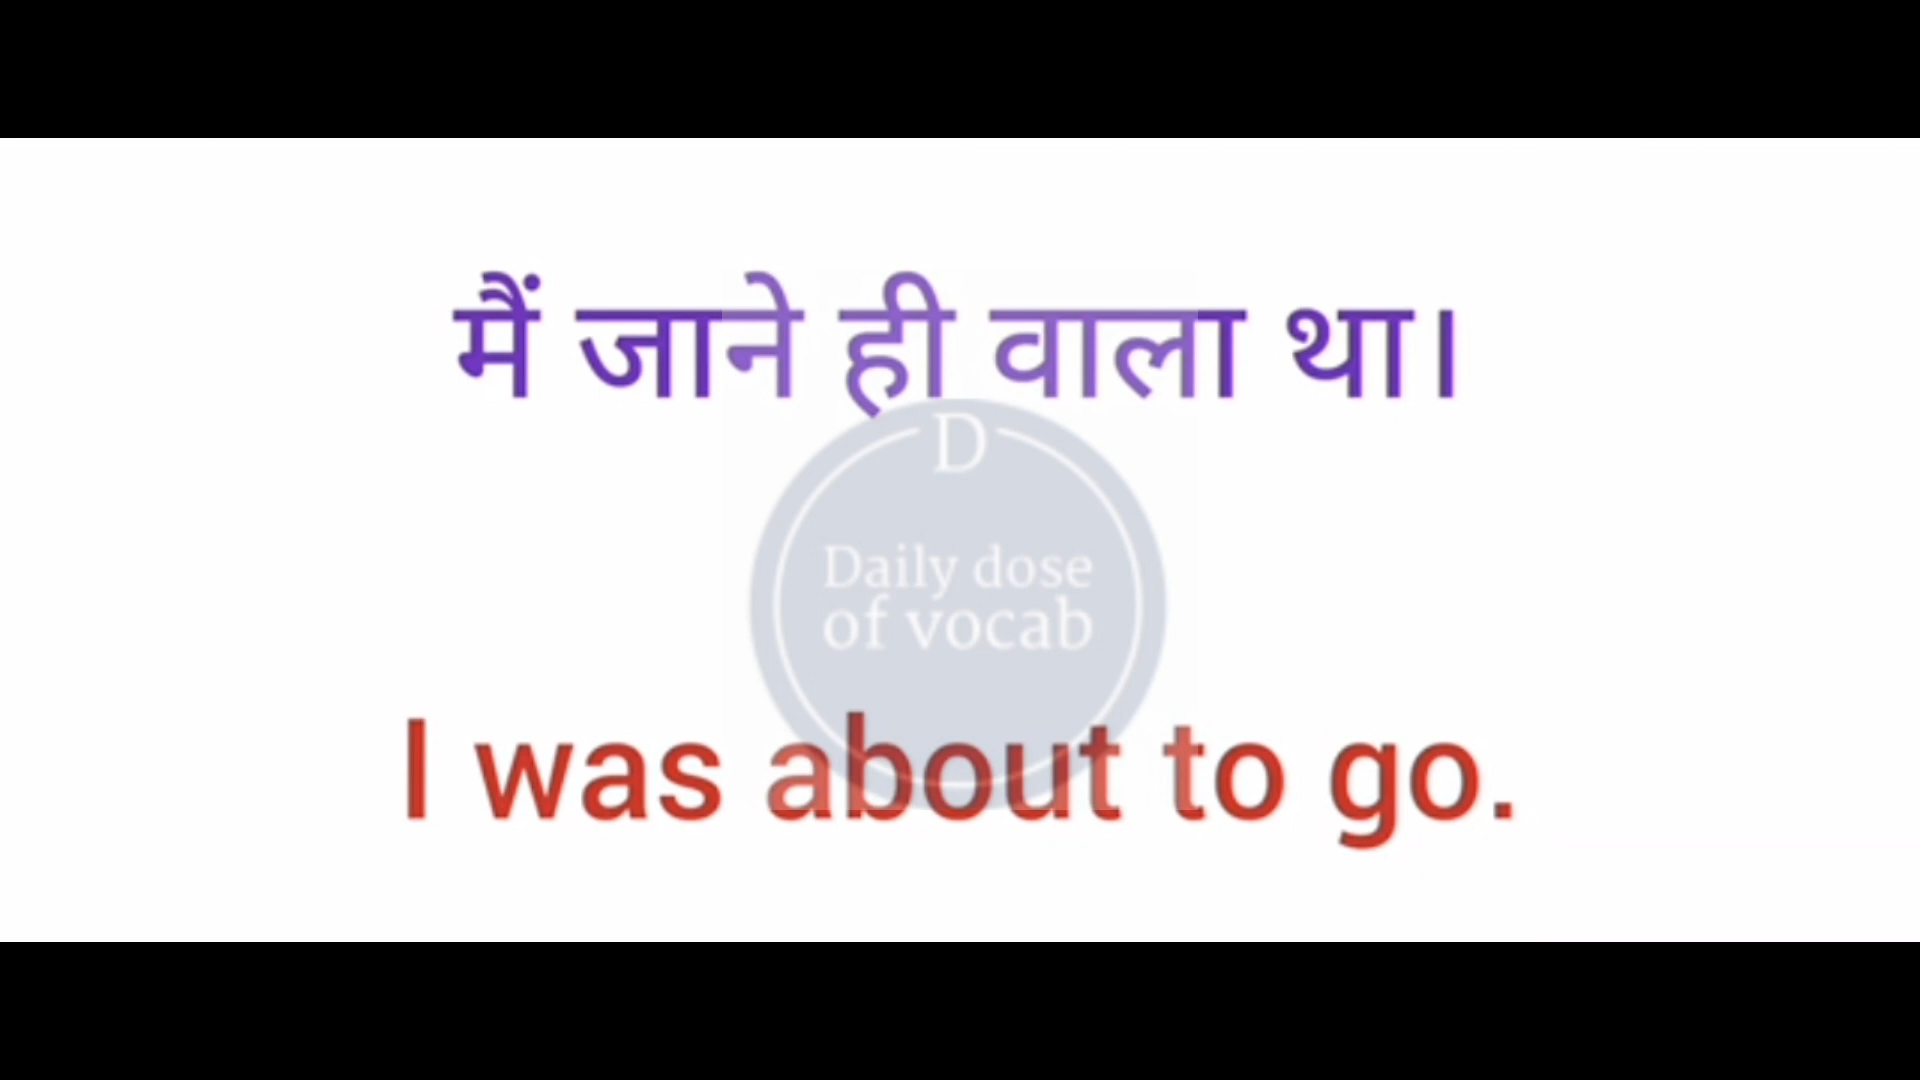 मैं जाने ही वाला था।
D
Daily dose
of vocab
I was about to go.